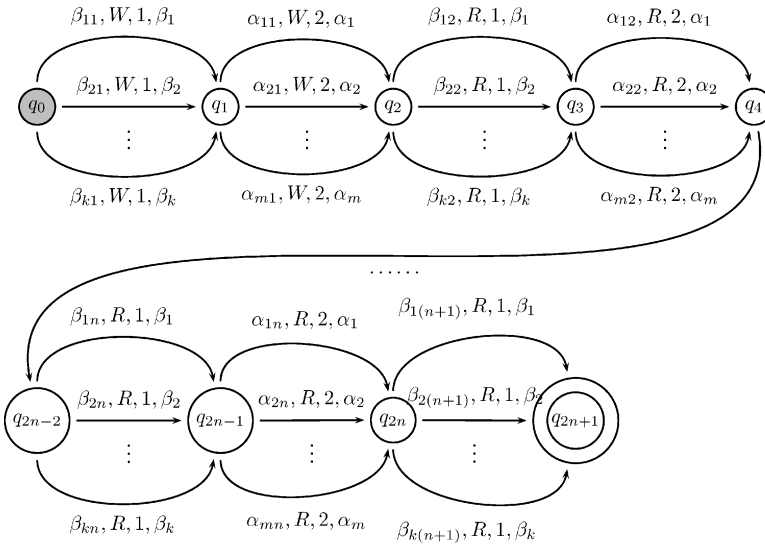 β₁₁, W, 1, β₁ α₁₁, W, 2, α₁ β₁₂, R, 1, β₁ α₁₂, R, 2, α₁
β₂₁, W, 1, β₂ α₂₁, W, 2, α₂ β₂₂, R, 1, β₂ α₂₂, R, 2, α₂
q₀ q₁ q₂ q₃ q₄
⋮ ⋮ ⋮ ⋮
βₖ₁, W, 1, βₖ αₘ₁, W, 2, αₘ βₖ₂, R, 1, βₖ αₘ₂, R, 2, αₘ
......
β₁ₙ, R, 1, β₁ α₁ₙ, R, 2, α₁ β₁₍ₙ₊₁₎, R, 1, β₁
β₂ₙ, R, 1, β₂ α₂ₙ, R, 2, α₂ β₂₍ₙ₊₁₎, R, 1, β₂
q₂ₙ₋₂ q₂ₙ₋₁ q₂ₙ q₂ₙ₊₁
⋮ ⋮ ⋮
βₖₙ, R, 1, βₖ αₘₙ, R, 2, αₘ βₖ₍ₙ₊₁₎, R, 1, βₖ